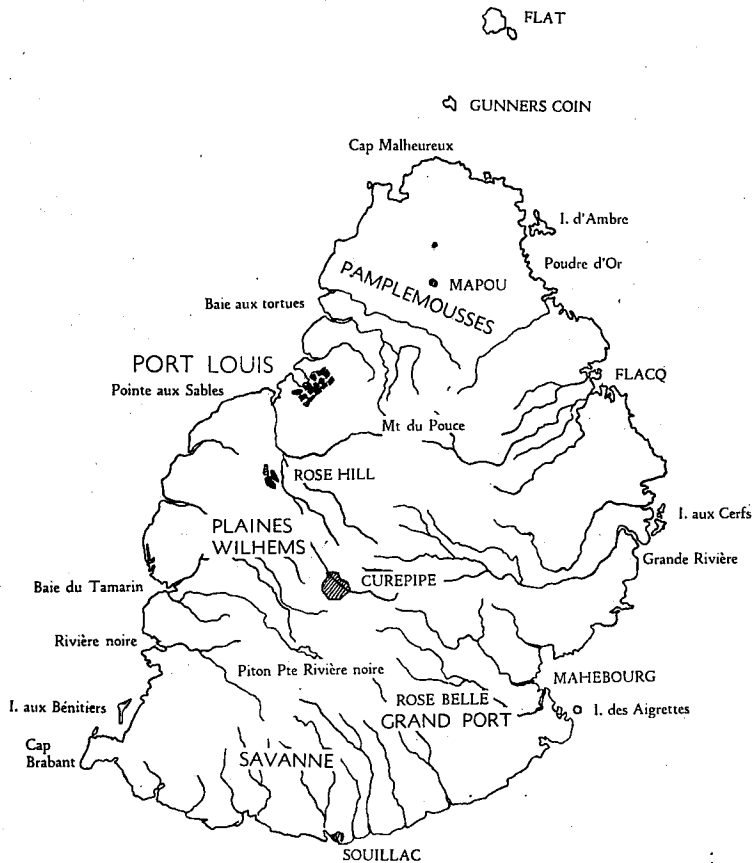 FLAT
GUNNERS COIN
Cap Malheureux
I. d'Ambre
Poudre d'Or
PAMPLEMOUSSES
MAPOU
Baie aux tortues
PORT LOUIS
Pointe aux Sables
FLACQ
Mt du Pouce
ROSE HILL
I. aux Cerfs
PLAINES
WILHEMS
Grande Rivière
CUREPIPE
Baie du Tamarin
Rivière noire
Piton Pte Rivière noire
MAHEBOURG
ROSE BELLE
I. aux Bénitiers
I. des Aigrettes
GRAND PORT
Cap
Brabant
SAVANNE
SOUILLAC